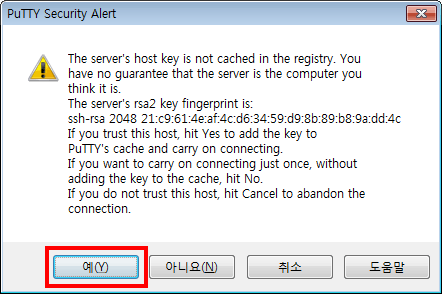 PuTTY Security Alert
The server's host key is not cached in the registry. You
have no guarantee that the server is the computer you
think it is.
The server's rsa2 key fingerprint is:
ssh-rsa 2048 21:c9:61:4e:af:4c:d6:34:59:d9:8b:89:b8:9a:dd:4c
If you trust this host, hit Yes to add the key to
PuTTY's cache and carry on connecting.
If you want to carry on connecting just once, without
adding the key to the cache, hit No.
If you do not trust this host, hit Cancel to abandon the
connection.
예(Y) 아니요(N) 취소 도움말